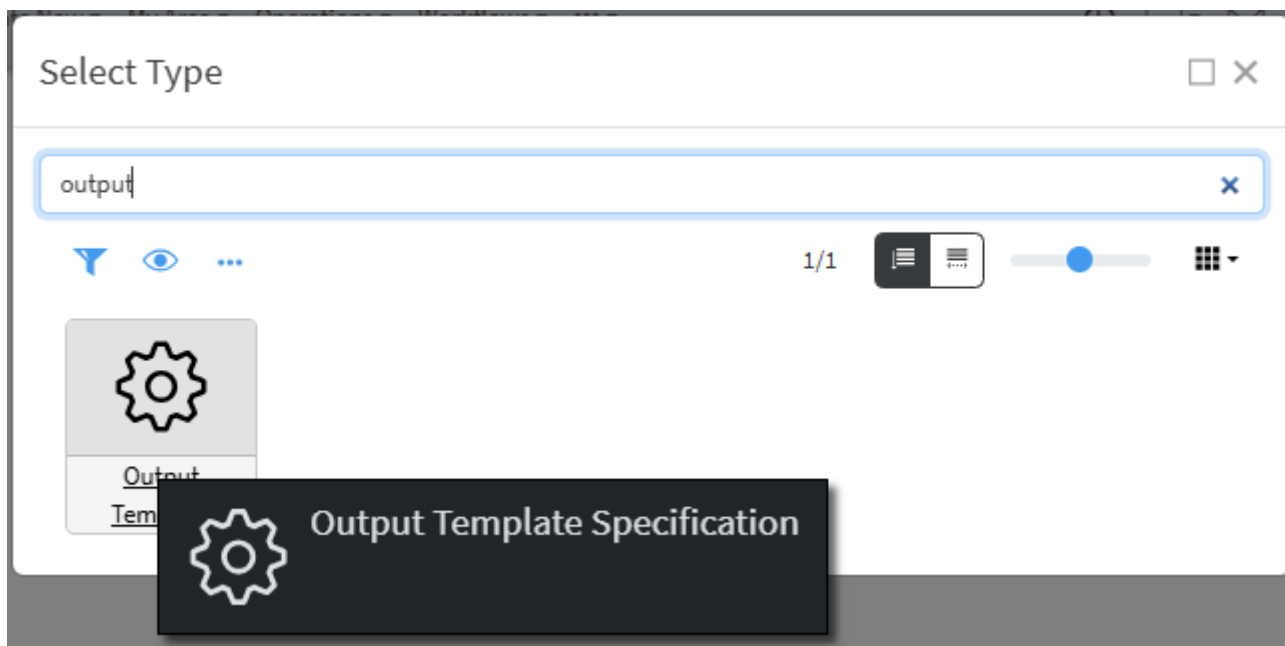 Select Type
output
1/1
Output
Tem
Output Template Specification